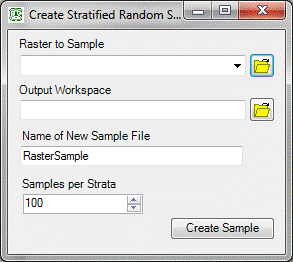 Create Stratified Random S...
Raster to Sample
Output Workspace
Name of New Sample File
RasterSample
Samples per Strata
100
Create Sample